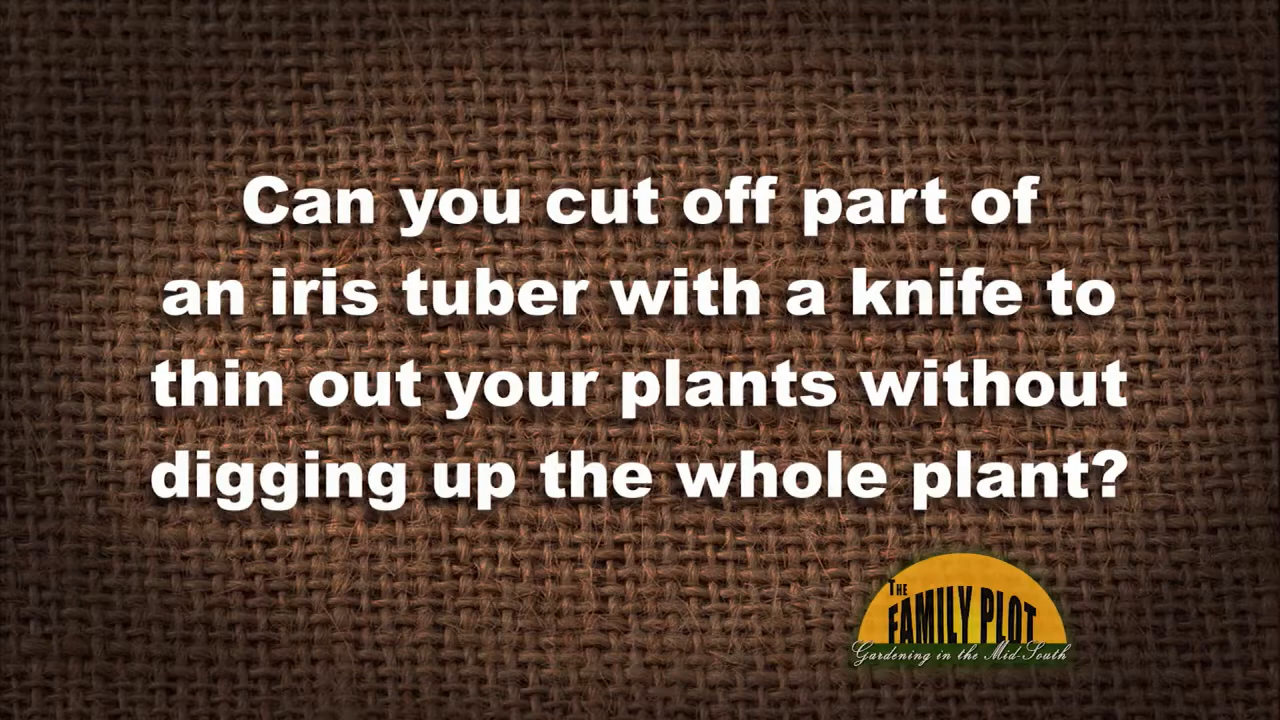 Can you cut off part of
an iris tuber with a knife to
thin out your plants without
digging up the whole plant?
THE
FAMILY PLOT
Gardening in the Mid-South